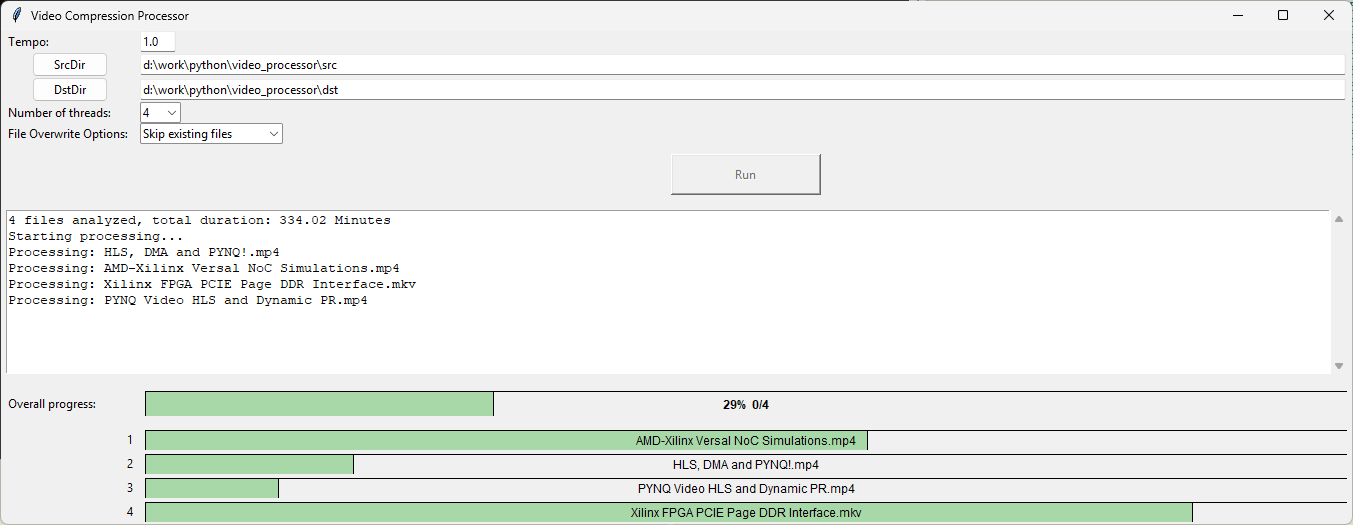 Video Compression Processor
Tempo: 1.0
SrcDir d:\work\python\video_processor\src
DstDir d:\work\python\video_processor\dst
Number of threads: 4
File Overwrite Options: Skip existing files
Run
4 files analyzed, total duration: 334.02 Minutes
Starting processing...
Processing: HLS, DMA and PYNQ!.mp4
Processing: AMD-Xilinx Versal NoC Simulations.mp4
Processing: Xilinx FPGA PCIE Page DDR Interface.mkv
Processing: PYNQ Video HLS and Dynamic PR.mp4
Overall progress: 29% 0/4
1 AMD-Xilinx Versal NoC Simulations.mp4
2 HLS, DMA and PYNQ!.mp4
3 PYNQ Video HLS and Dynamic PR.mp4
4 Xilinx FPGA PCIE Page DDR Interface.mkv